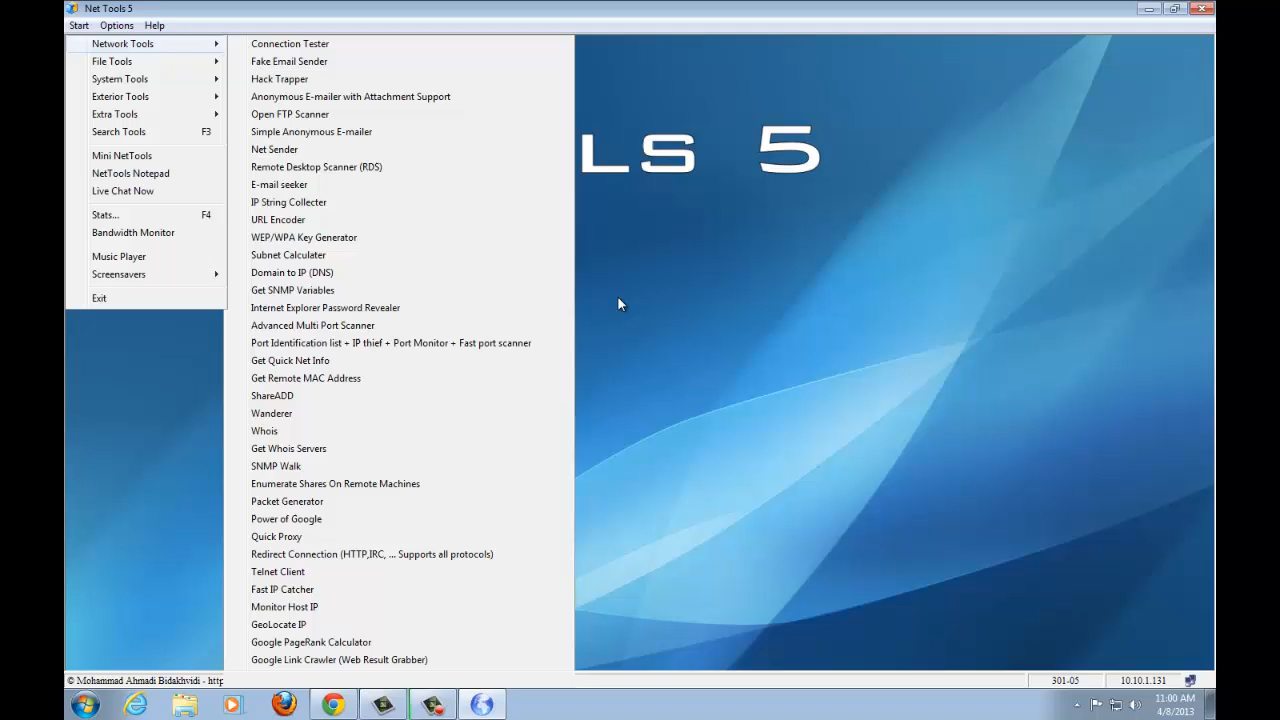 Net Tools 5
Start Options Help
Network Tools
File Tools
System Tools
Exterior Tools
Extra Tools
Search Tools F3
Mini NetTools
NetTools Notepad
Live Chat Now
Stats... F4
Bandwidth Monitor
Music Player
Screensavers
Exit
Connection Tester
Fake Email Sender
Hack Trapper
Anonymous E-mailer with Attachment Support
Open FTP Scanner
Simple Anonymous E-mailer
Net Sender
Remote Desktop Scanner (RDS)
E-mail seeker
IP String Collecter
URL Encoder
WEP/WPA Key Generator
Subnet Calculater
Domain to IP (DNS)
Get SNMP Variables
Internet Explorer Password Revealer
Advanced Multi Port Scanner
Port Identification list + IP thief + Port Monitor + Fast port scanner
Get Quick Net Info
Get Remote MAC Address
ShareADD
Wanderer
Whois
Get Whois Servers
SNMP Walk
Enumerate Shares On Remote Machines
Packet Generator
Power of Google
Quick Proxy
Redirect Connection (HTTP,IRC, ... Supports all protocols)
Telnet Client
Fast IP Catcher
Monitor Host IP
GeoLocate IP
Google PageRank Calculator
Google Link Crawler (Web Result Grabber)
LS 5
© Mohammad Ahmadi Bidakhvidi - http
301-05
10.10.1.131
11:00 AM
4/8/2013